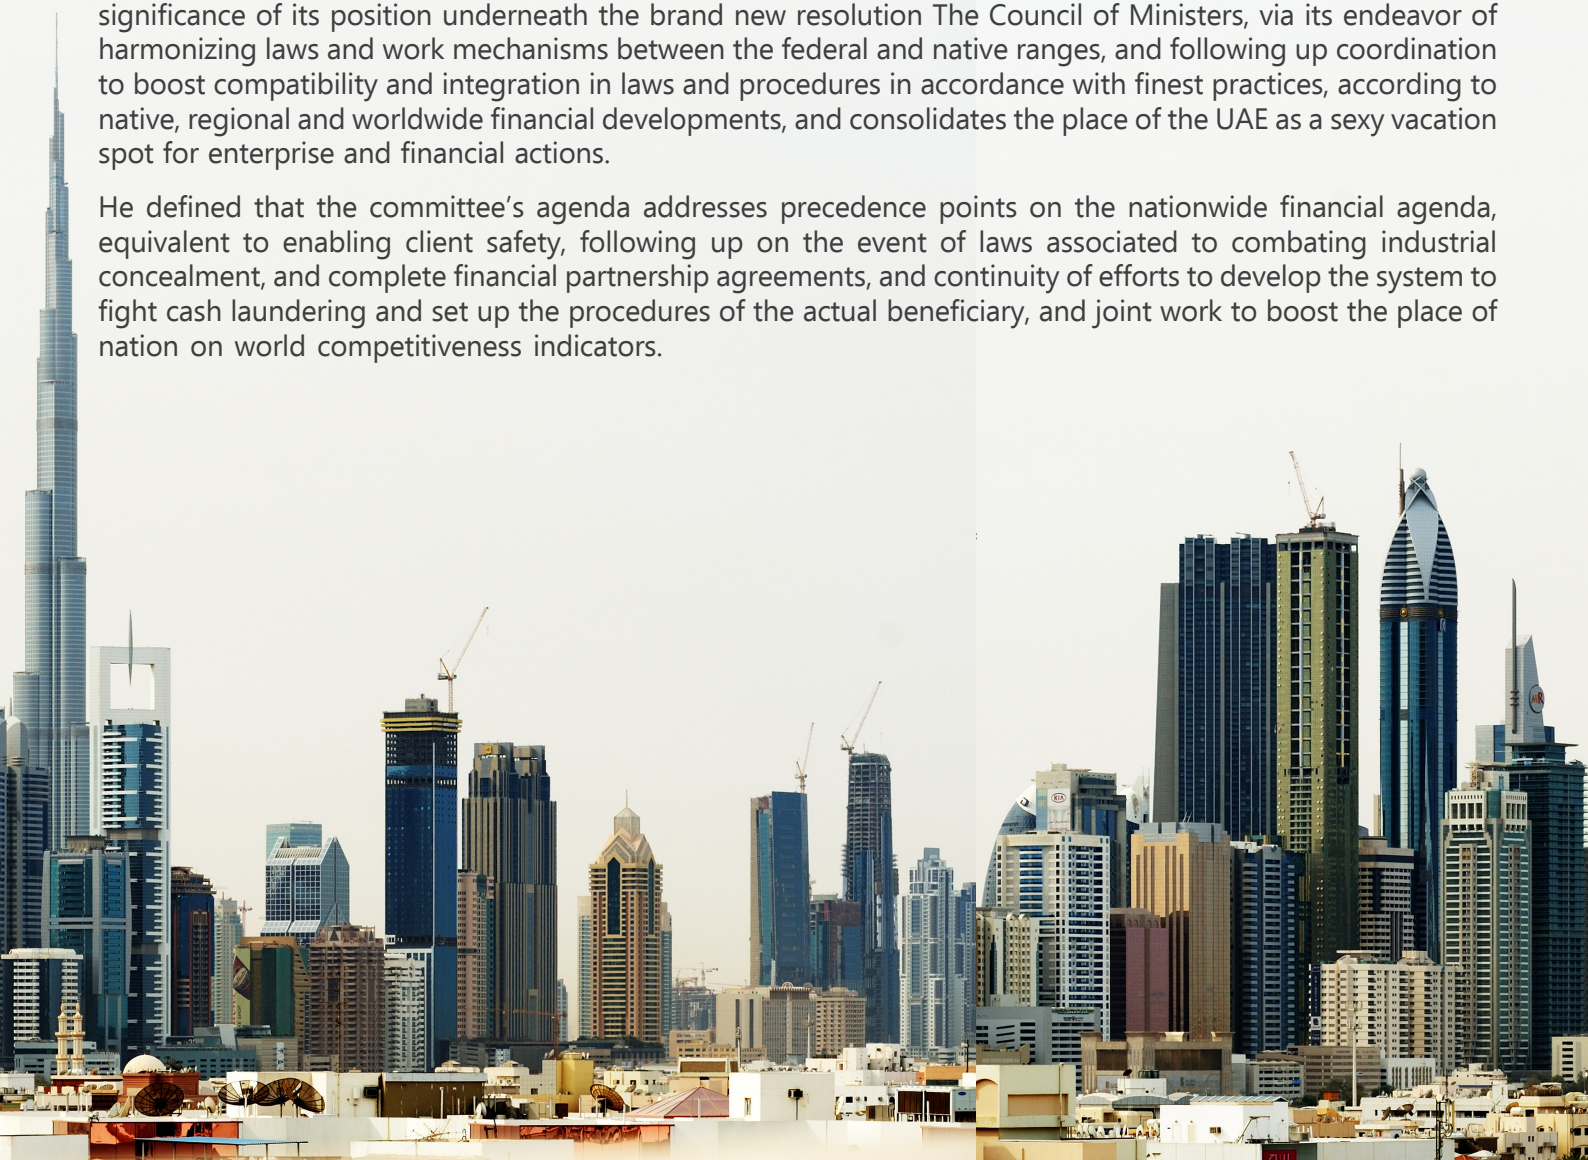 significance of its position underneath the brand new resolution The Council of Ministers, via its endeavor of
harmonizing laws and work mechanisms between the federal and native ranges, and following up coordination
to boost compatibility and integration in laws and procedures in accordance with finest practices, according to
native, regional and worldwide financial developments, and consolidates the place of the UAE as a sexy vacation
spot for enterprise and financial actions.
He defined that the committee’s agenda addresses precedence points on the nationwide financial agenda,
equivalent to enabling client safety, following up on the event of laws associated to combating industrial
concealment, and complete financial partnership agreements, and continuity of efforts to develop the system to
fight cash laundering and set up the procedures of the actual beneficiary, and joint work to boost the place of
nation on world competitiveness indicators.
KIA